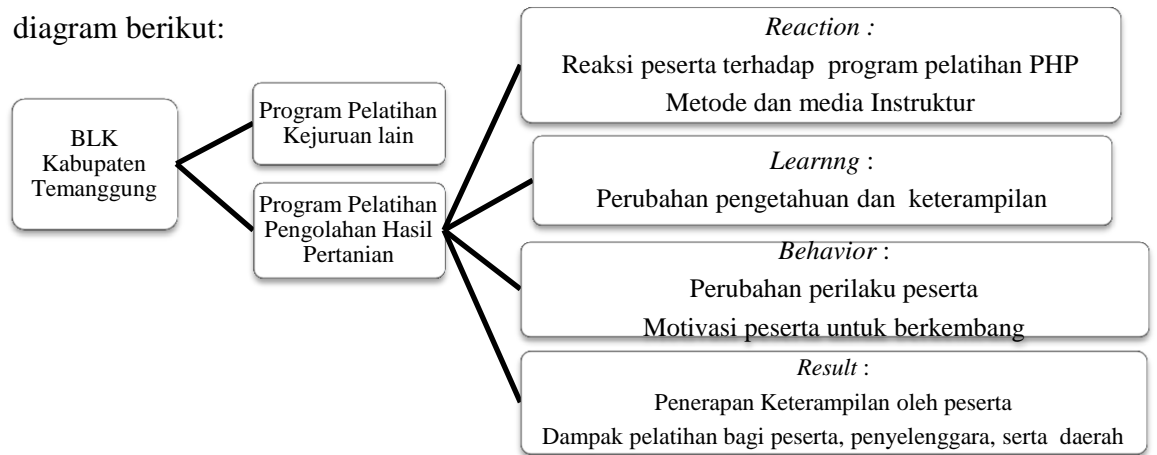 diagram berikut:
BLK
Kabupaten
Temanggung
Program Pelatihan
Kejuruan lain
Program Pelatihan
Pengolahan Hasil
Pertanian
Reaction :
Reaksi peserta terhadap program pelatihan PHP
Metode dan media Instruktur
Learnng :
Perubahan pengetahuan dan keterampilan
Behavior :
Perubahan perilaku peserta
Motivasi peserta untuk berkembang
Result :
Penerapan Keterampilan oleh peserta
Dampak pelatihan bagi peserta, penyelenggara, serta daerah